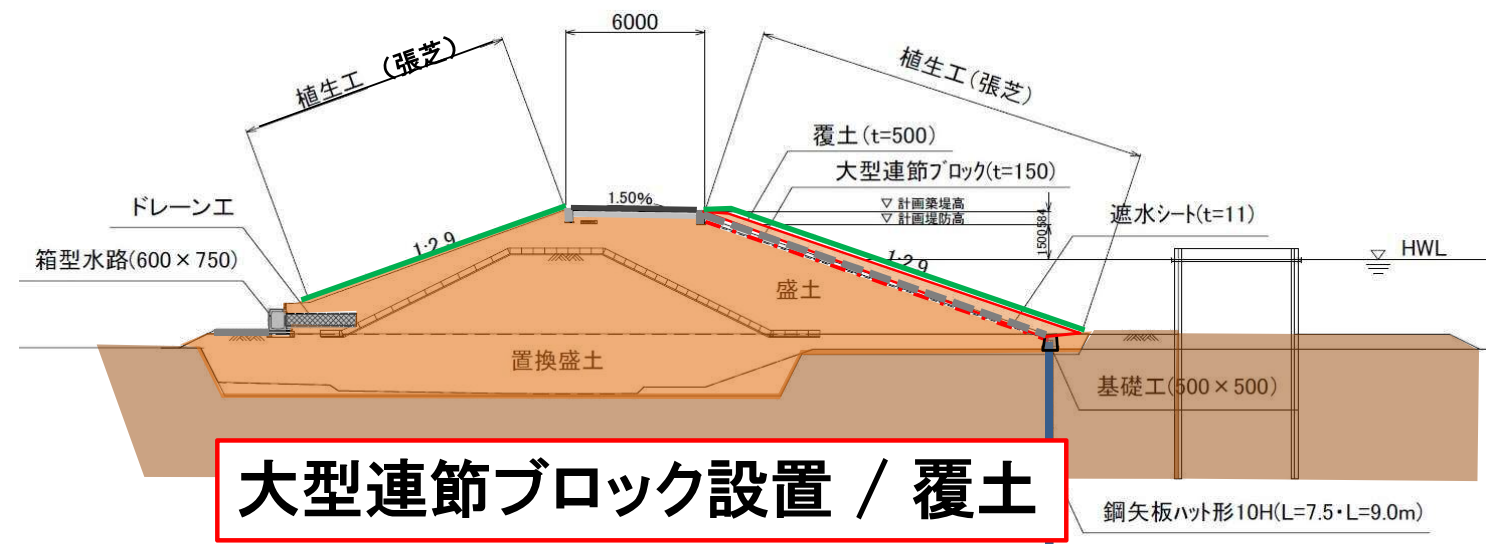 6000
植生工（張芝）
植生工（張芝）
覆土（t=500）
大型連節ブロック(t=150)
1.50%
▽ 計画築堤高
▽ 計画堤防高
584
1500
遮水シート(t=11)
ドレーン工
箱型水路(600×750)
1:2.9
1:2.9
▽ HWL
盛土
置換盛土
基礎工(500×500)
大型連節ブロック設置 / 覆土
鋼矢板ハット形10H(L=7.5・L=9.0m)